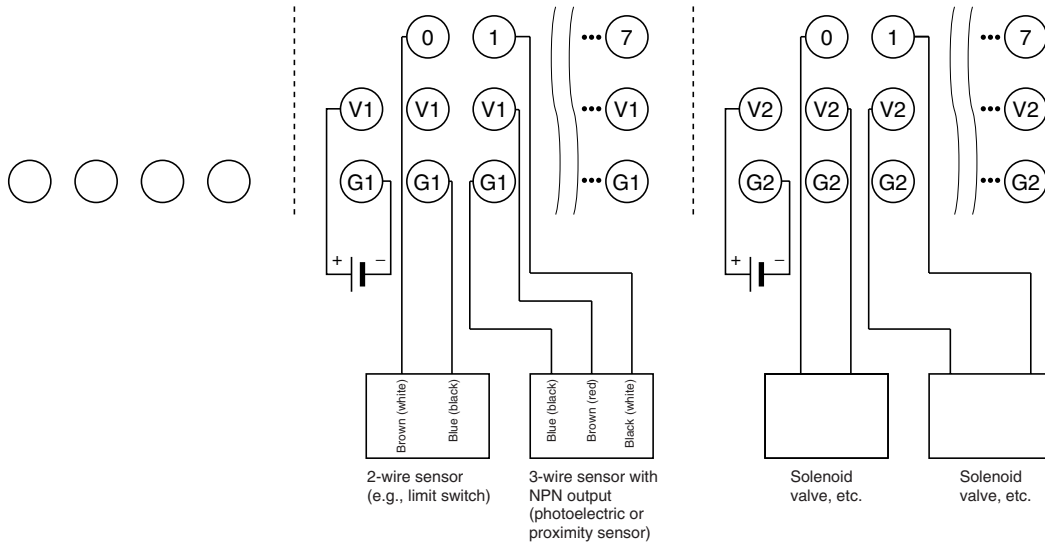 0 1 •••7 0 1 •••7
V1 V1 V1 •••V1 V2 V2 V2 •••V2
G1 G1 G1 •••G1 G2 G2 G2 •••G2
+ – + –
Brown (white)
Blue (black)
Blue (black)
Brown (red)
Black (white)
2-wire sensor
(e.g., limit switch)
3-wire sensor with
NPN output
(photoelectric or
proximity sensor)
Solenoid
valve, etc.
Solenoid
valve, etc.